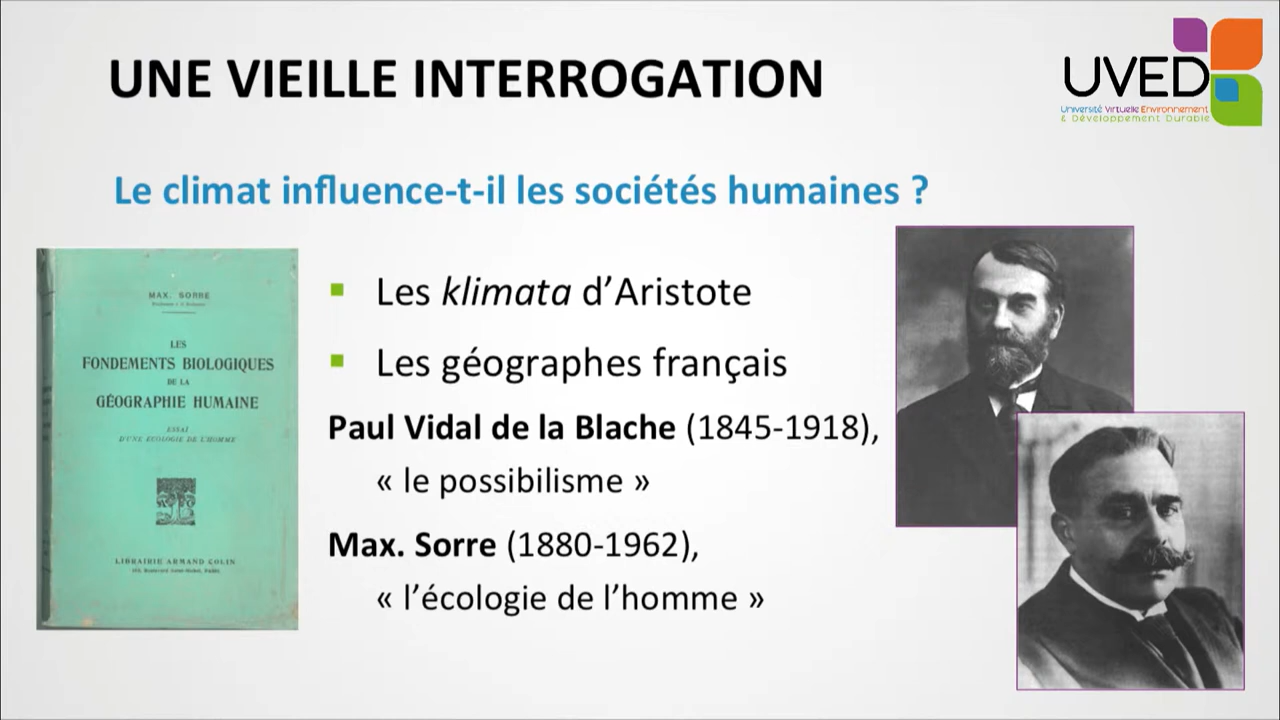 UNE VIEILLE INTERROGATION
UVED
Université Virtuelle Environnement
& Développement Durable
Le climat influence-t-il les sociétés humaines ?
MAX. SORRE
LES
FONDEMENTS BIOLOGIQUES
DE LA
GÉOGRAPHIE HUMAINE
ESSAI
D'UNE ÉCOLOGIE DE L'HOMME
LIBRAIRIE ARMAND COLIN
Les klimata d'Aristote
Les géographes français
Paul Vidal de la Blache (1845-1918),
« le possibilisme »
Max. Sorre (1880-1962),
« l'écologie de l'homme »